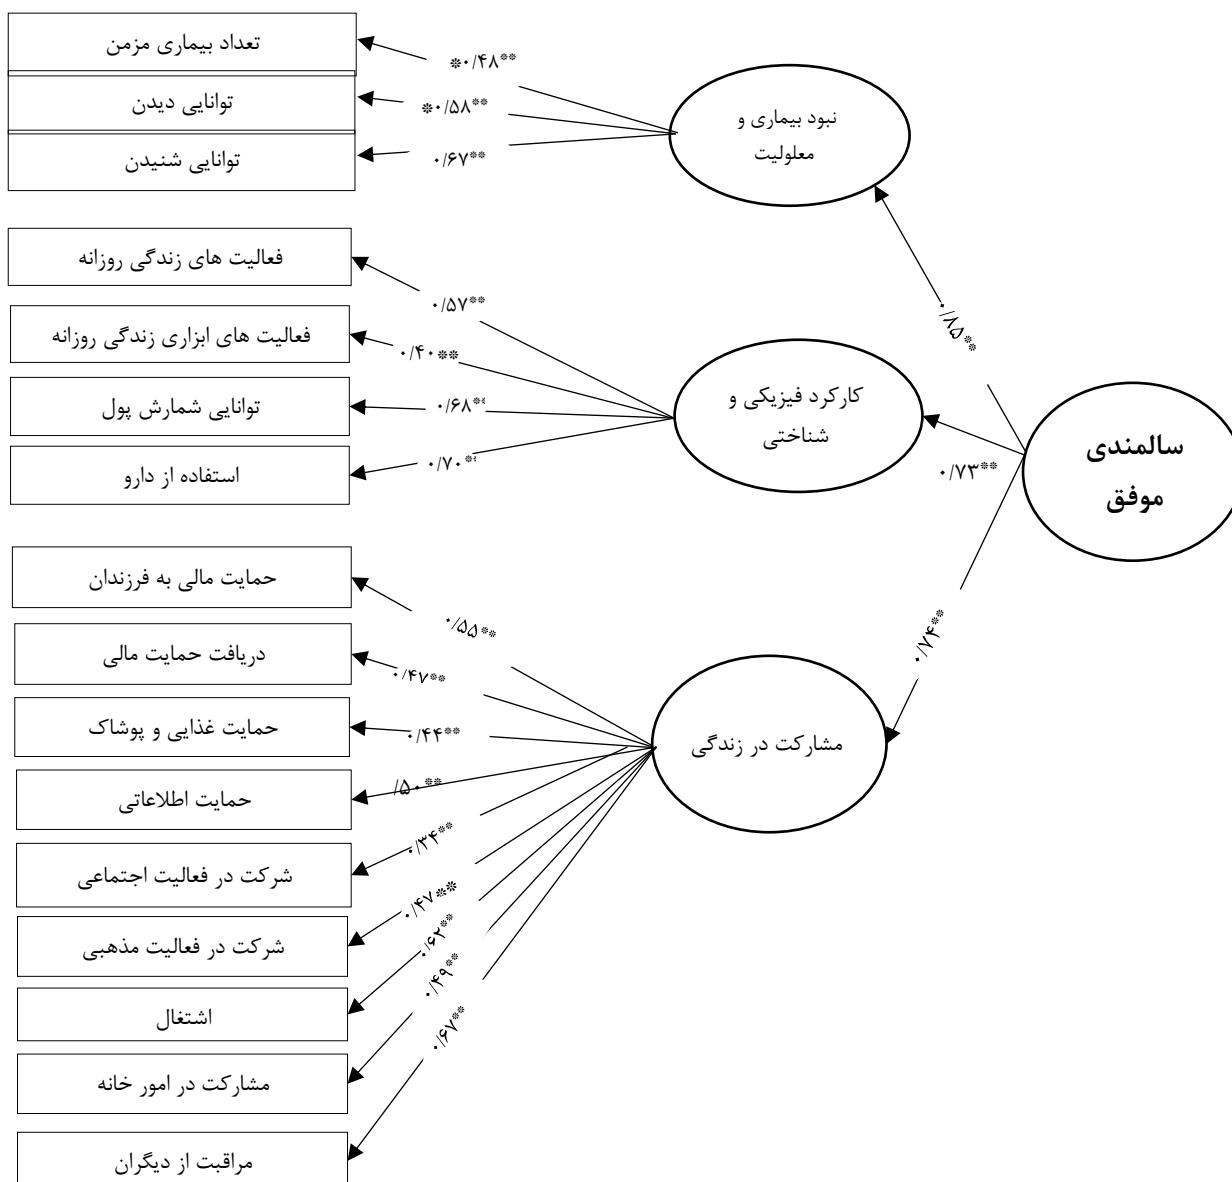 تعداد بیماری مزمن
*۰/۴۸**
توانایی دیدن
*۰/۵۸**
توانایی شنیدن
۰/۶۷**
نبود بیماری و
معلولیت
۰/۸۵**
فعالیت های زندگی روزانه
۰/۵۷**
فعالیت های ابزاری زندگی روزانه
۰/۴۰**
توانایی شمارش پول
۰/۶۸**
استفاده از دارو
۰/۷۰*
کارکرد فیزیکی و
شناختی
۰/۷۳**
سالمندی
موفق
حمایت مالی به فرزندان
۰/۵۵**
دریافت حمایت مالی
۰/۴۷**
حمایت غذایی و پوشاک
۰/۴۴**
حمایت اطلاعاتی
/۵۰**
شرکت در فعالیت اجتماعی
۰/۳۴**
شرکت در فعالیت مذهبی
۰/۴۷**
اشتغال
۰/۶۲**
مشارکت در امور خانه
۰/۴۹**
مراقبت از دیگران
۰/۶۷**
مشارکت در زندگی
۰/۷۴**